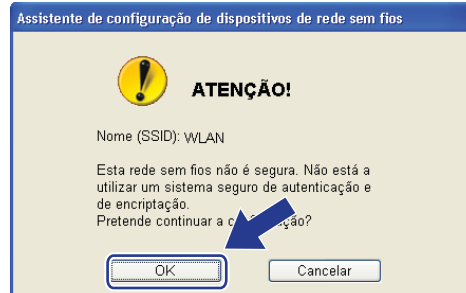 Assistente de configuração de dispositivos de rede sem fios
ATENÇÃO!
Nome (SSID): WLAN
Esta rede sem fios não é segura. Não está a
utilizar um sistema seguro de autenticação e
de encriptação.
Pretende continuar a
OK
Cancelar